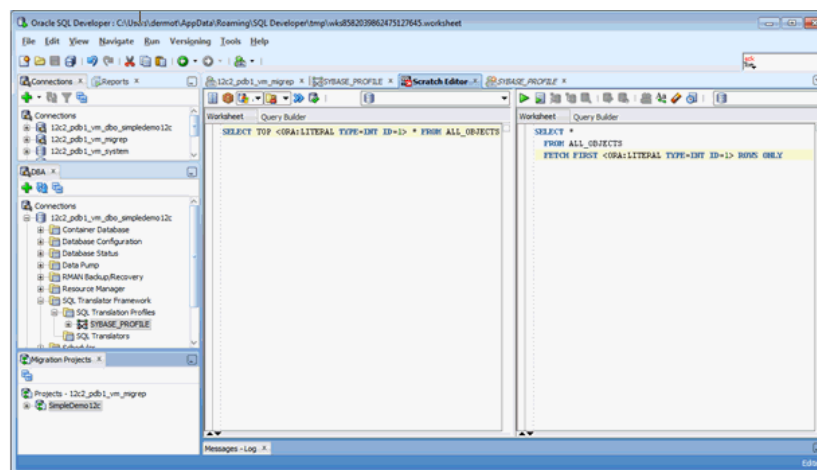 Oracle SQL Developer : C:\Users\dermot\AppData\Roaming\SQL Developer\tmp\wks8582039862475127645.worksheet
File Edit View Navigate Run Versioning Tools Help
Connections Reports
Connections
12c2_pdb1_vm_dbo_simpledemo12c
12c2_pdb1_vm_migrep
12c2_pdb1_vm_system
DBA
Connections
12c2_pdb1_vm_dbo_simpledemo12c
Container Database
Database Configuration
Database Status
Data Pump
RMAN Backup/Recovery
Resource Manager
SQL Translator Framework
SQL Translation Profiles
SYBASE_PROFILE
SQL Translators
Scheduler
Migration Projects
Projects - 12c2_pdb1_vm_migrep
SimpleDemo12c
12c2_pdb1_vm_migrep SYBASE_PROFILE Scratch Editor SYBASE_PROFILE
Worksheet Query Builder
SELECT TOP <ORA:LITERAL TYPE=INT ID=1> * FROM ALL_OBJECTS
Worksheet Query Builder
SELECT *
FROM ALL_OBJECTS
FETCH FIRST <ORA:LITERAL TYPE=INT ID=1> ROWS ONLY
Messages - Log